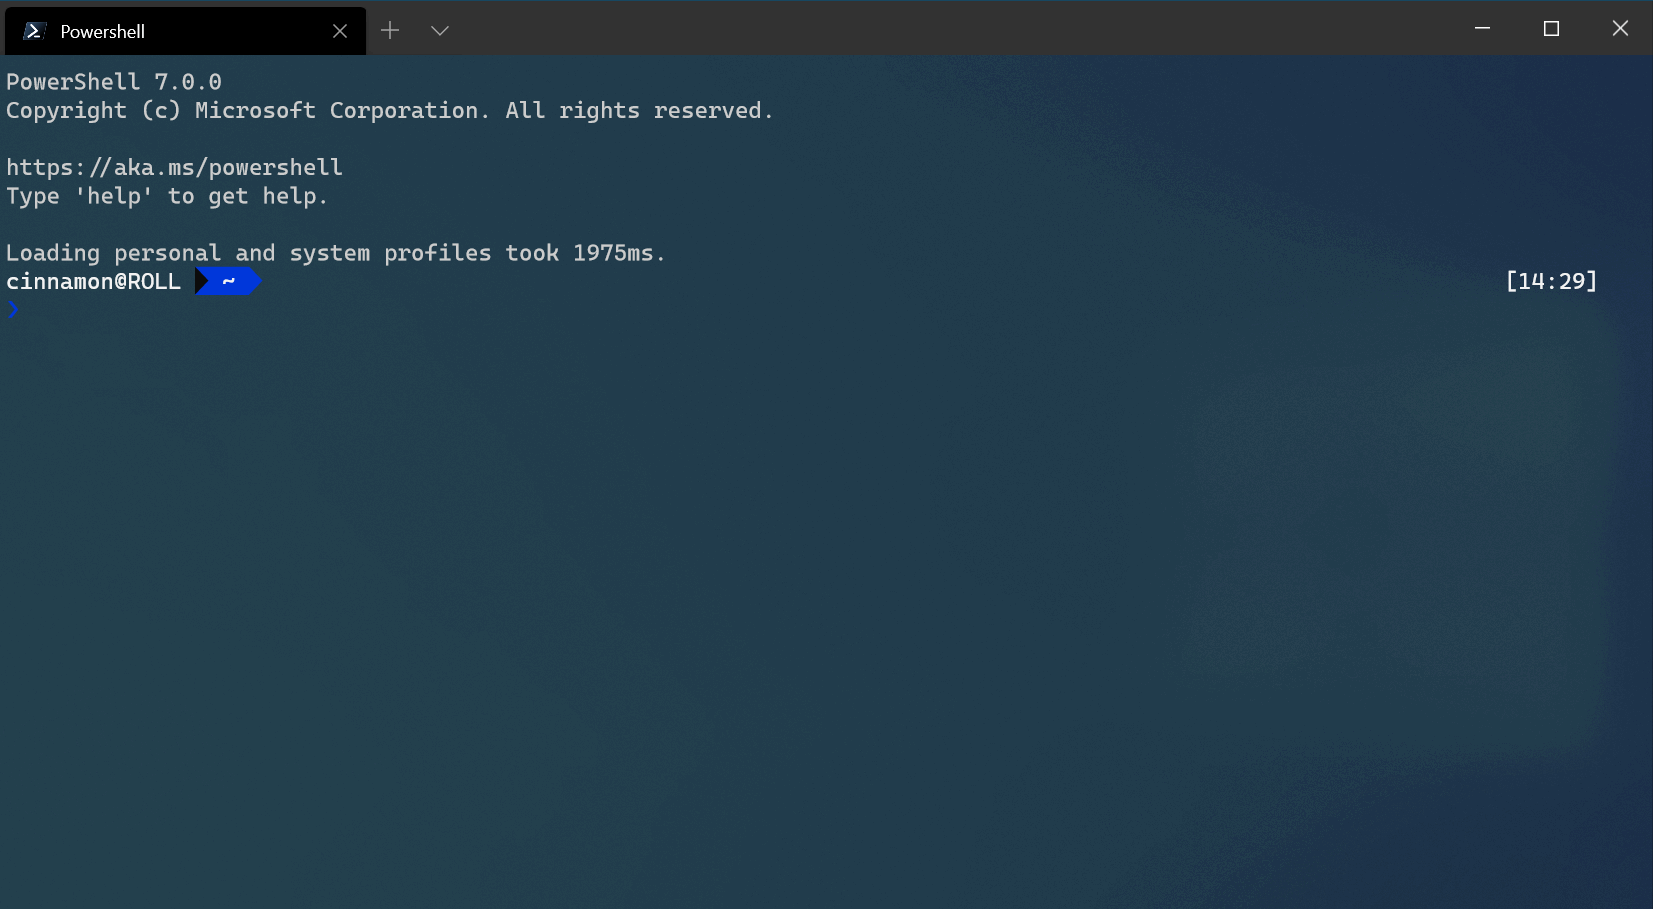 Powershell
PowerShell 7.0.0
Copyright (c) Microsoft Corporation. All rights reserved.
https://aka.ms/powershell
Type 'help' to get help.
Loading personal and system profiles took 1975ms.
cinnamon@ROLL ~ [14:29]
❯